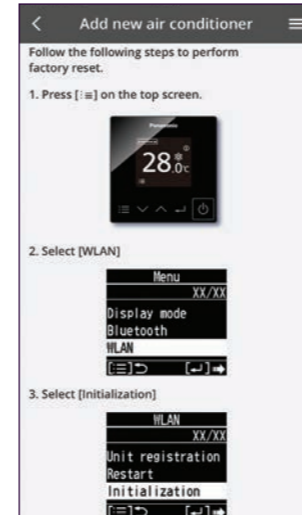 Add new air conditioner
Follow the following steps to perform
factory reset.
1. Press [⁝≡] on the top screen.
Panasonic
28.0℃
2. Select [WLAN]
Menu
XX/XX
Display mode
Bluetooth
WLAN
[⁝≡]⮌ [↵]➡
3. Select [Initialization]
WLAN
XX/XX
Unit registration
Restart
Initialization
[⁝≡]⮌ [↵]➡